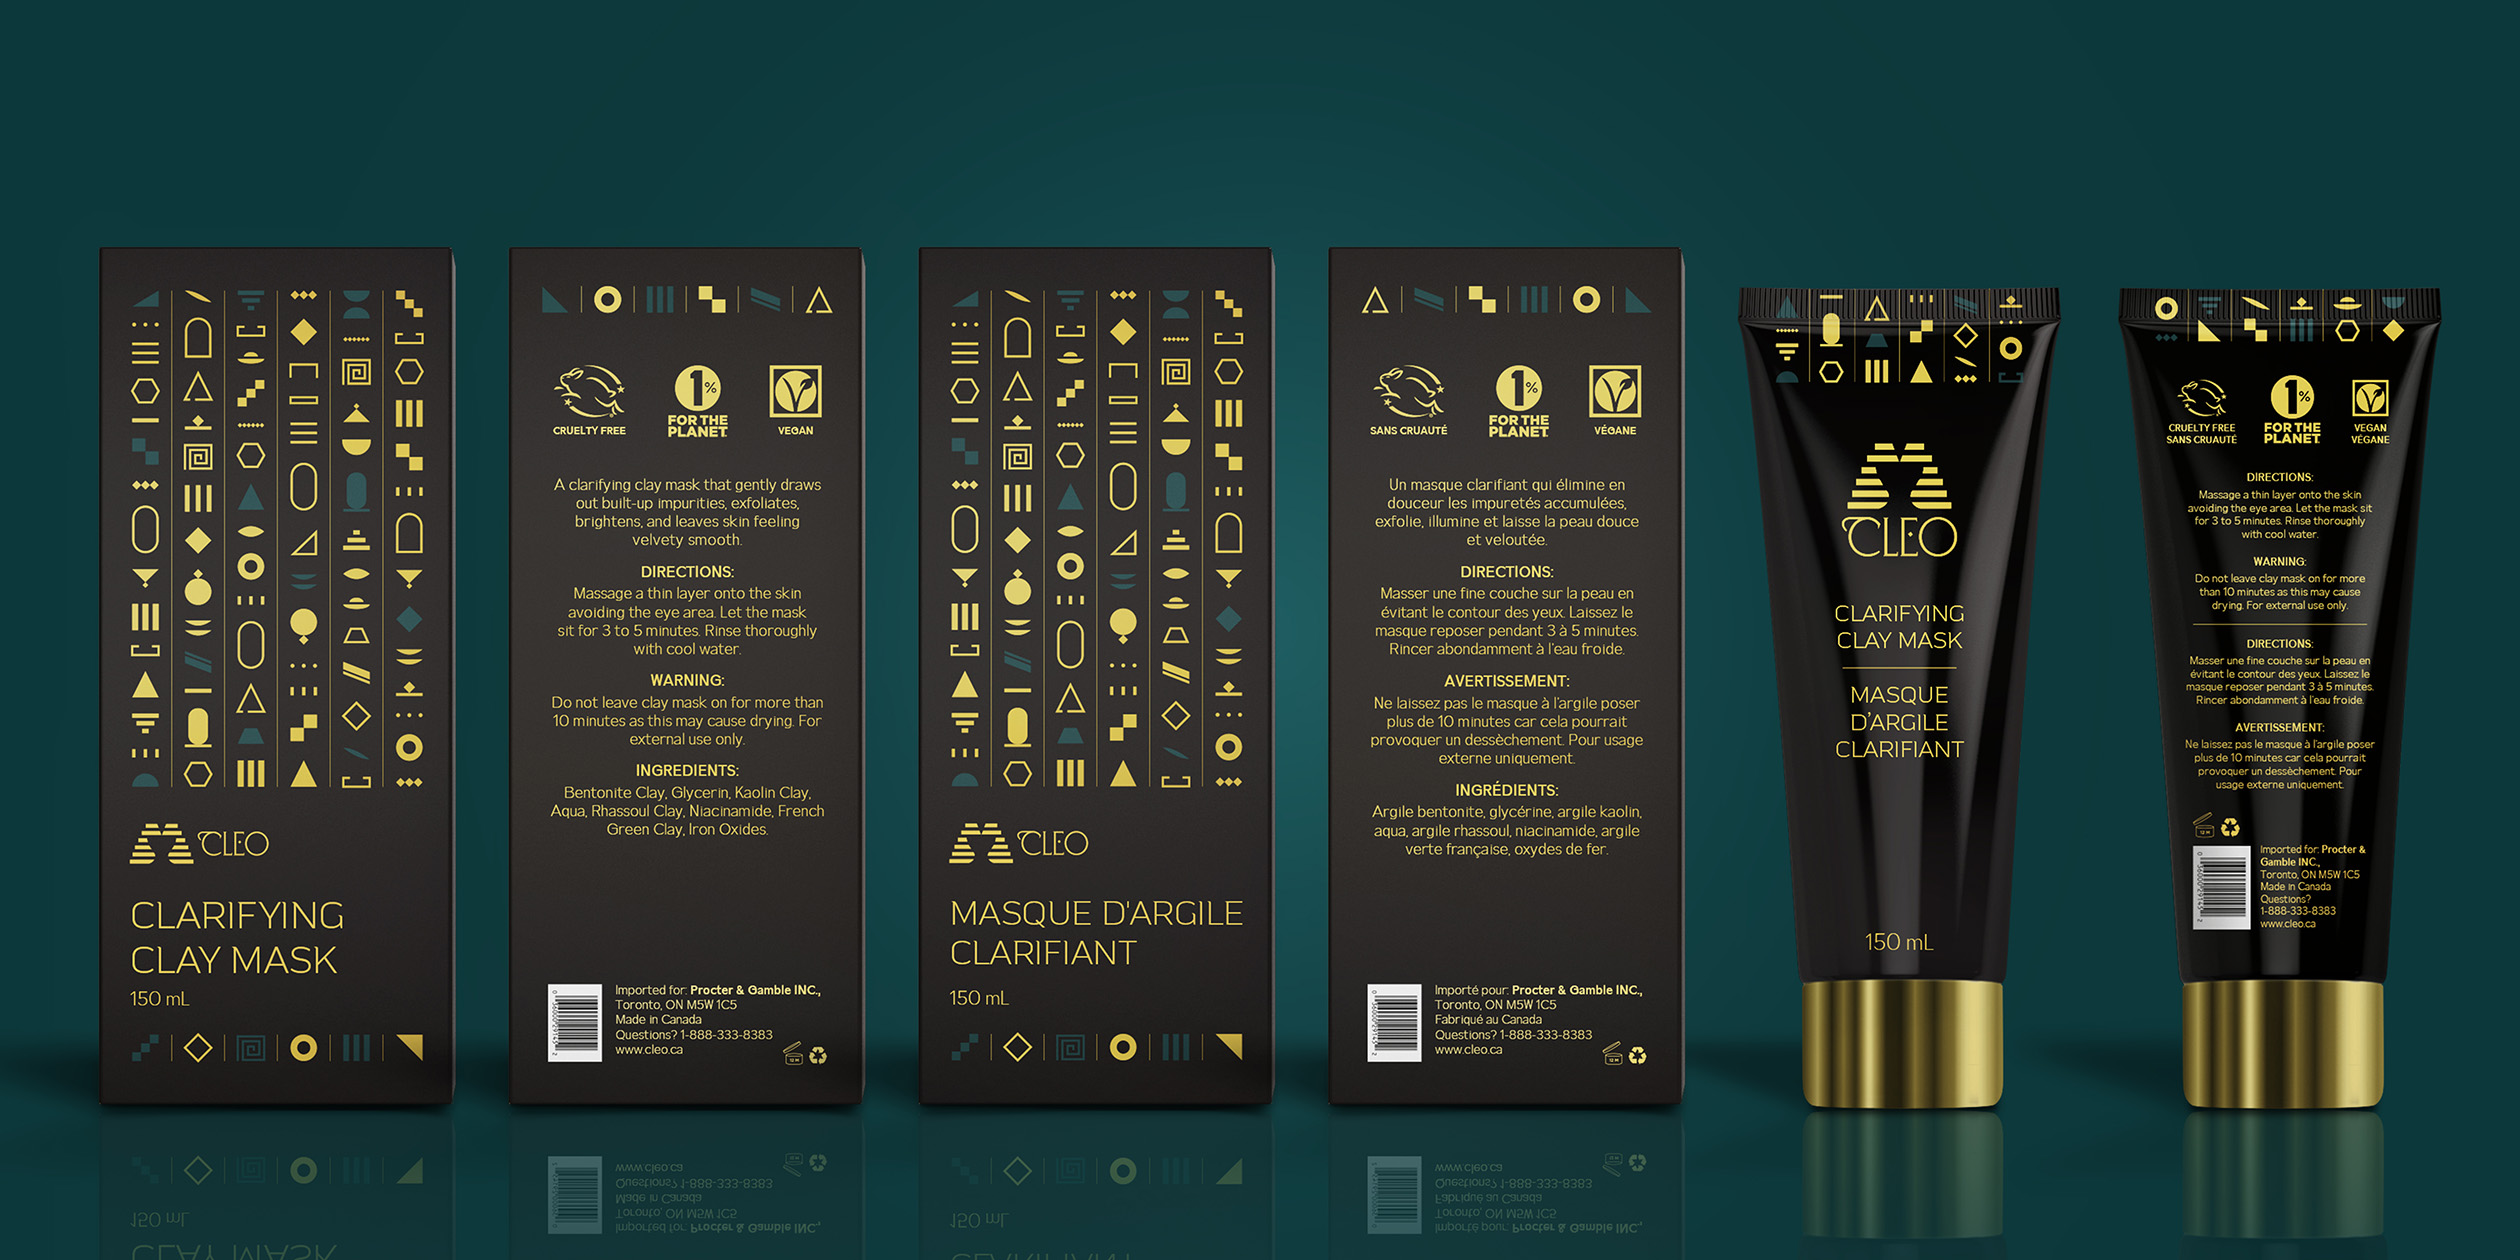 CLEO
CLARIFYING
CLAY MASK
150 mL
CRUELTY FREE
1%
FOR THE
PLANET
VEGAN
A clarifying clay mask that gently draws
out built-up impurities, exfoliates,
brightens, and leaves skin feeling
velvety smooth.
DIRECTIONS:
Massage a thin layer onto the skin
avoiding the eye area. Let the mask
sit for 3 to 5 minutes. Rinse thoroughly
with cool water.
WARNING:
Do not leave clay mask on for more than
10 minutes as this may cause drying. For
external use only.
INGREDIENTS:
Bentonite Clay, Glycerin, Kaolin Clay,
Aqua, Rhassoul Clay, Niacinamide, French
Green Clay, Iron Oxides.
Imported for: Procter & Gamble INC.,
Toronto, ON M5W 1C5
Made in Canada
Questions? 1-888-333-8383
www.cleo.ca
12 M
CLEO
MASQUE D'ARGILE
CLARIFIANT
150 mL
SANS CRUAUTÉ
1%
FOR THE
PLANET
VÉGANE
Un masque clarifiant qui élimine en
douceur les impuretés accumulées,
exfolie, illumine et laisse la peau douce
et veloutée.
DIRECTIONS:
Masser une fine couche sur la peau en
évitant le contour des yeux. Laissez le
masque reposer pendant 3 à 5 minutes.
Rincer abondamment à l'eau froide.
AVERTISSEMENT:
Ne laissez pas le masque à l'argile poser
plus de 10 minutes car cela pourrait
provoquer un dessèchement. Pour usage
externe uniquement.
INGRÉDIENTS:
Argile bentonite, glycérine, argile kaolin,
aqua, argile rhassoul, niacinamide, argile
verte française, oxydes de fer.
Importé pour: Procter & Gamble INC.,
Toronto, ON M5W 1C5
Fabriqué au Canada
Questions? 1-888-333-8383
www.cleo.ca
12 M
CLEO
CLARIFYING
CLAY MASK
MASQUE
D'ARGILE
CLARIFIANT
150 mL
CRUELTY FREE
SANS CRUAUTÉ
1%
FOR THE
PLANET
VEGAN
VÉGANE
DIRECTIONS:
Massage a thin layer onto the skin
avoiding the eye area. Let the mask sit
for 3 to 5 minutes. Rinse thoroughly
with cool water.
WARNING:
Do not leave clay mask on for more
than 10 minutes as this may cause
drying. For external use only.
DIRECTIONS:
Masser une fine couche sur la peau en
évitant le contour des yeux. Laissez le
masque reposer pendant 3 à 5 minutes.
Rincer abondamment à l'eau froide.
AVERTISSEMENT:
Ne laissez pas le masque à l'argile poser
plus de 10 minutes car cela pourrait
provoquer un dessèchement. Pour
usage externe uniquement.
12 M
Imported for: Procter &
Gamble INC.,
Toronto, ON M5W 1C5
Made in Canada
Questions?
1-888-333-8383
www.cleo.ca